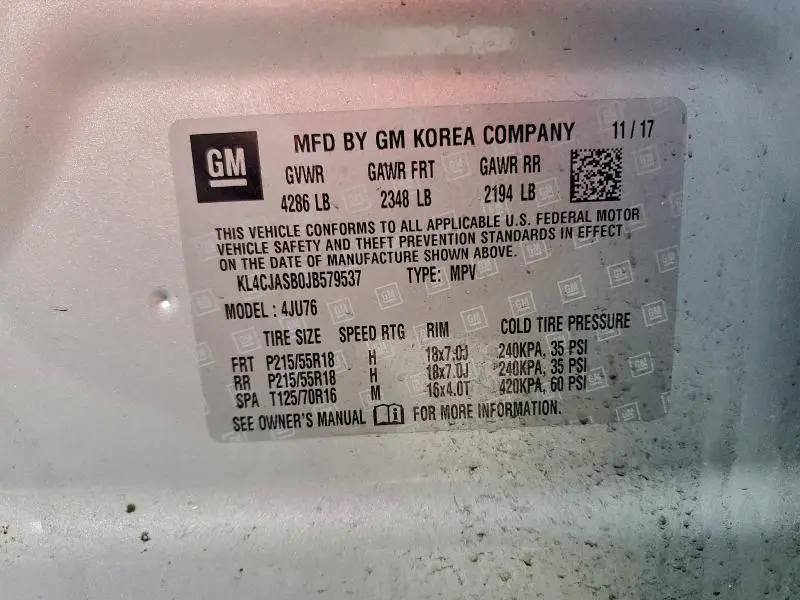 GM MFD BY GM KOREA COMPANY 11/17
GVWR GAWR FRT GAWR RR
4286 LB 2348 LB 2194 LB
THIS VEHICLE CONFORMS TO ALL APPLICABLE U.S. FEDERAL MOTOR
VEHICLE SAFETY AND THEFT PREVENTION STANDARDS IN EFFECT
ON THE DATE OF MANUFACTURE SHOWN ABOVE.
KL4CJASB0JB579537 TYPE: MPV
MODEL: 4JU76
TIRE SIZE SPEED RTG RIM COLD TIRE PRESSURE
FRT P215/55R18 H 18x7.0J 240KPA, 35 PSI
RR P215/55R18 H 18x7.0J 240KPA, 35 PSI
SPA T125/70R16 M 16x4.0T 420KPA, 60 PSI
SEE OWNER'S MANUAL FOR MORE INFORMATION.